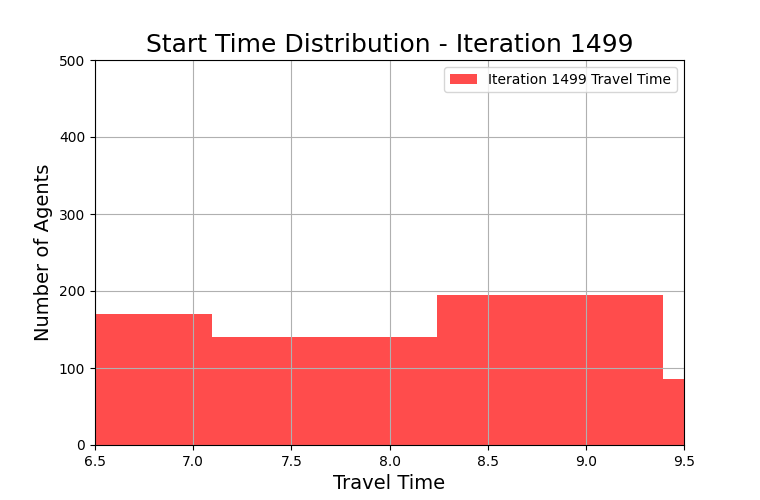 Start Time Distribution - Iteration 1499
Iteration 1499 Travel Time
Number of Agents
500
400
300
200
100
0
6.5 7.0 7.5 8.0 8.5 9.0 9.5
Travel Time